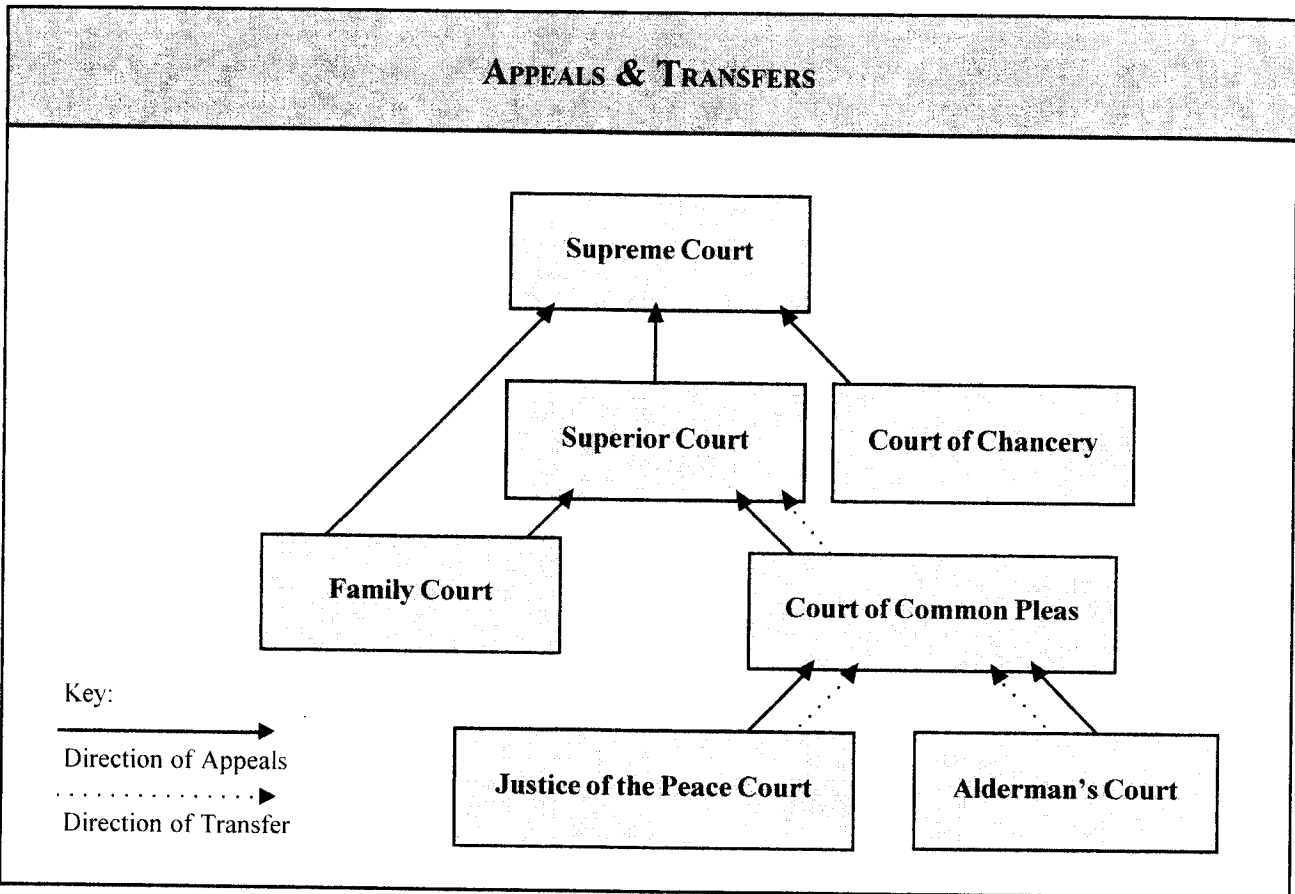 APPEALS & TRANSFERS
Supreme Court
Superior Court
Court of Chancery
Family Court
Court of Common Pleas
Key:
Direction of Appeals
Direction of Transfer
Justice of the Peace Court
Alderman's Court